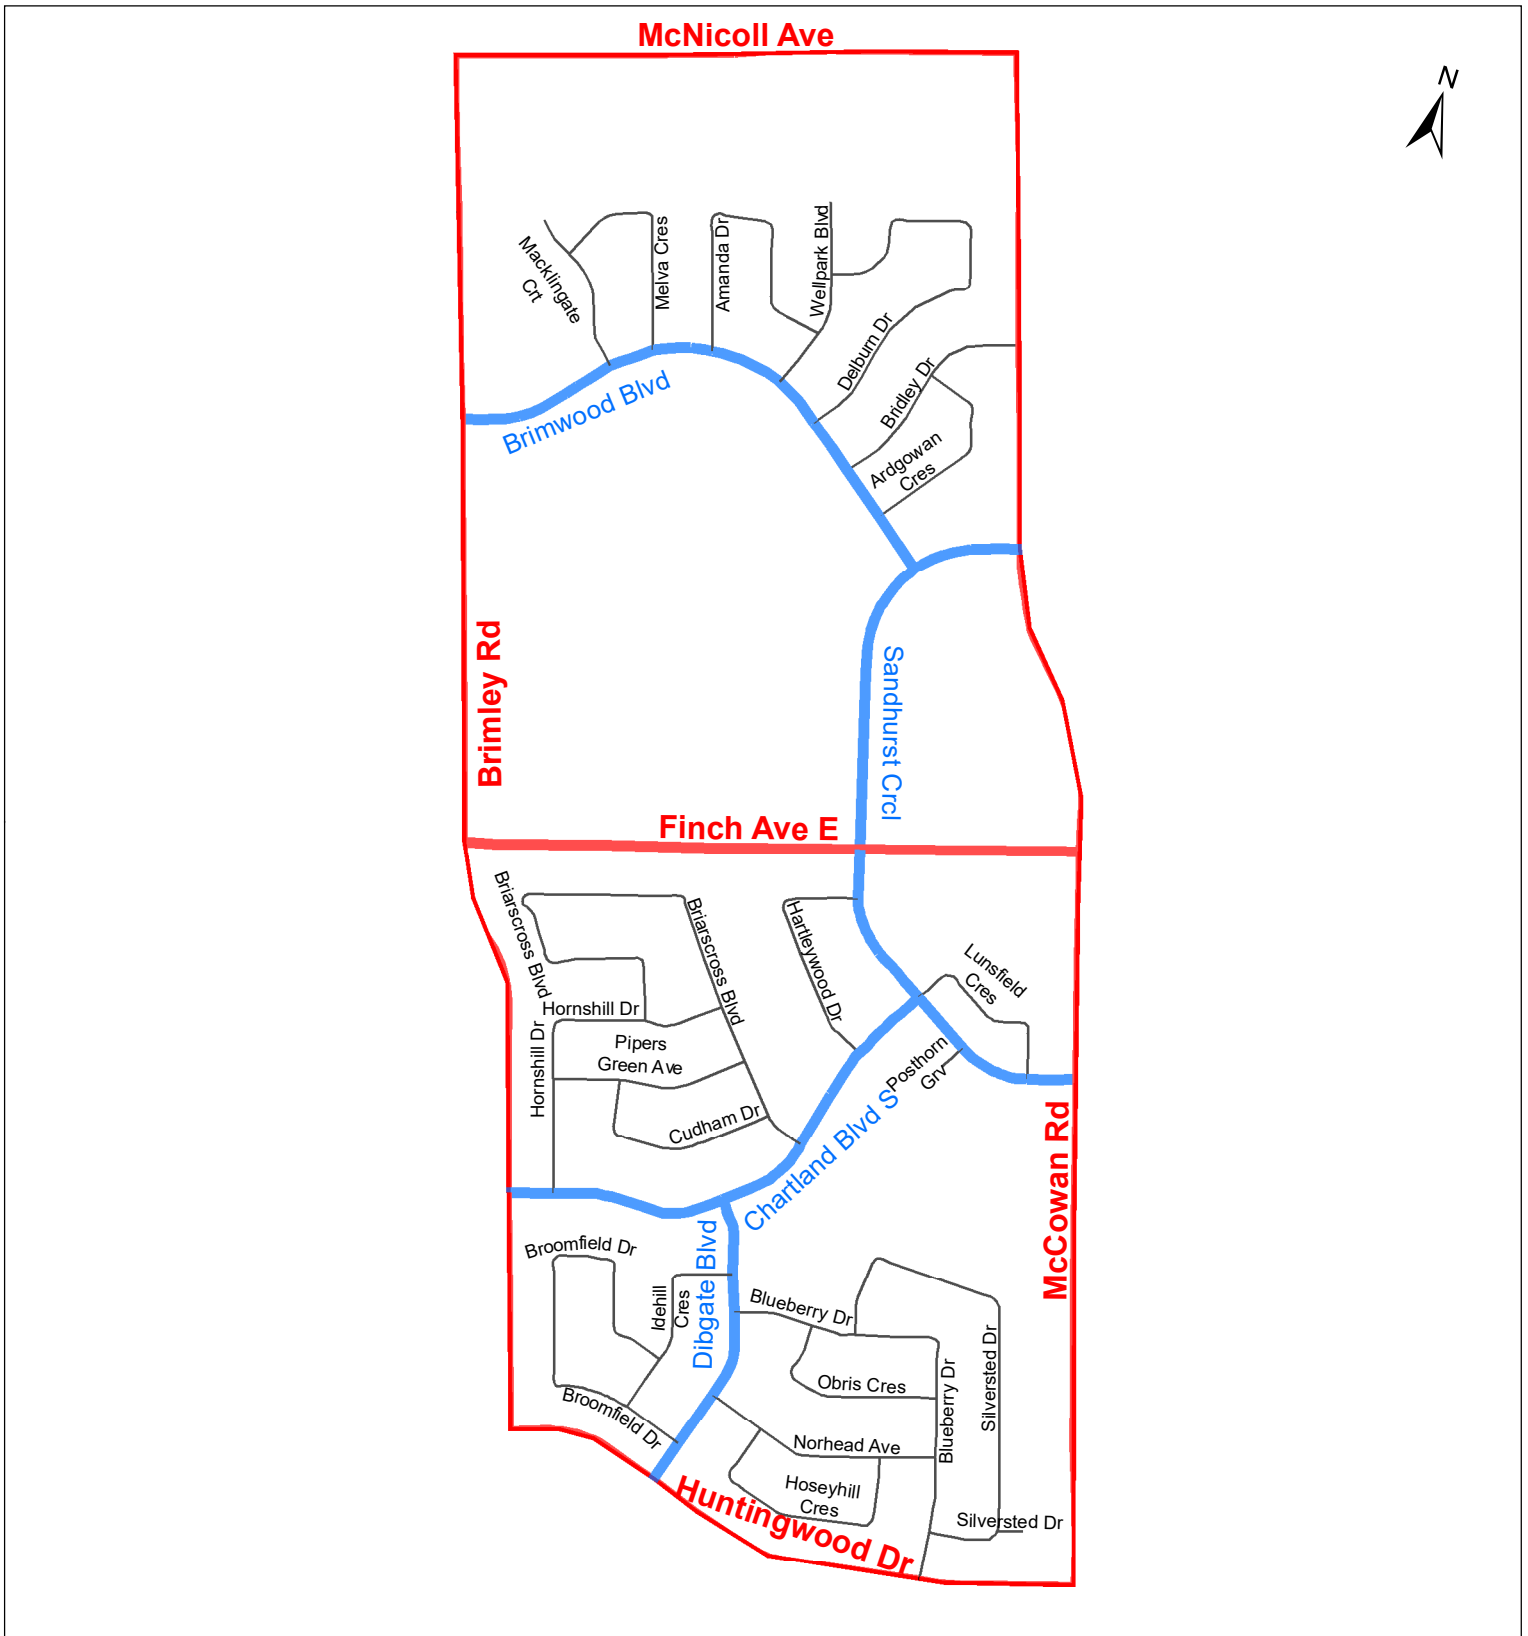 McNicoll Ave
N
Macklingate
Crt
Melva Cres
Amanda Dr
Wellpark Blvd
Delburn Dr
Bridley Dr
Ardgowan
Cres
Brimwood Blvd
Brimley Rd
Sandhurst Crcl
Finch Ave E
Briarscross Blvd
Briarscross Blvd
Hartleywood Dr
Lunsfield
Cres
Hornshill Dr
Hornshill Dr
Pipers
Green Ave
Posthorn
Grv
Cudham Dr
Chartland Blvd S
McCowan Rd
Broomfield Dr
Idehill
Cres
Dibgate Blvd
Blueberry Dr
Obris Cres
Blueberry Dr
Silversted Dr
Broomfield Dr
Norhead Ave
Hoseyhill
Cres
Silversted Dr
Huntingwood Dr